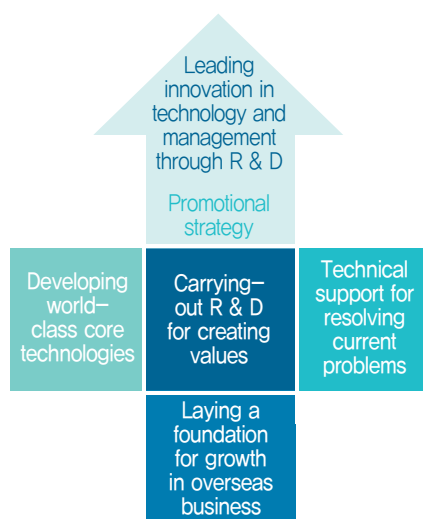 Leading
innovation in
technology and
management
through R & D
Promotional
strategy
Developing
world-
class core
technologies
Carrying-
out R & D
for creating
values
Technical
support for
resolving
current
problems
Laying a
foundation
for growth
in overseas
business